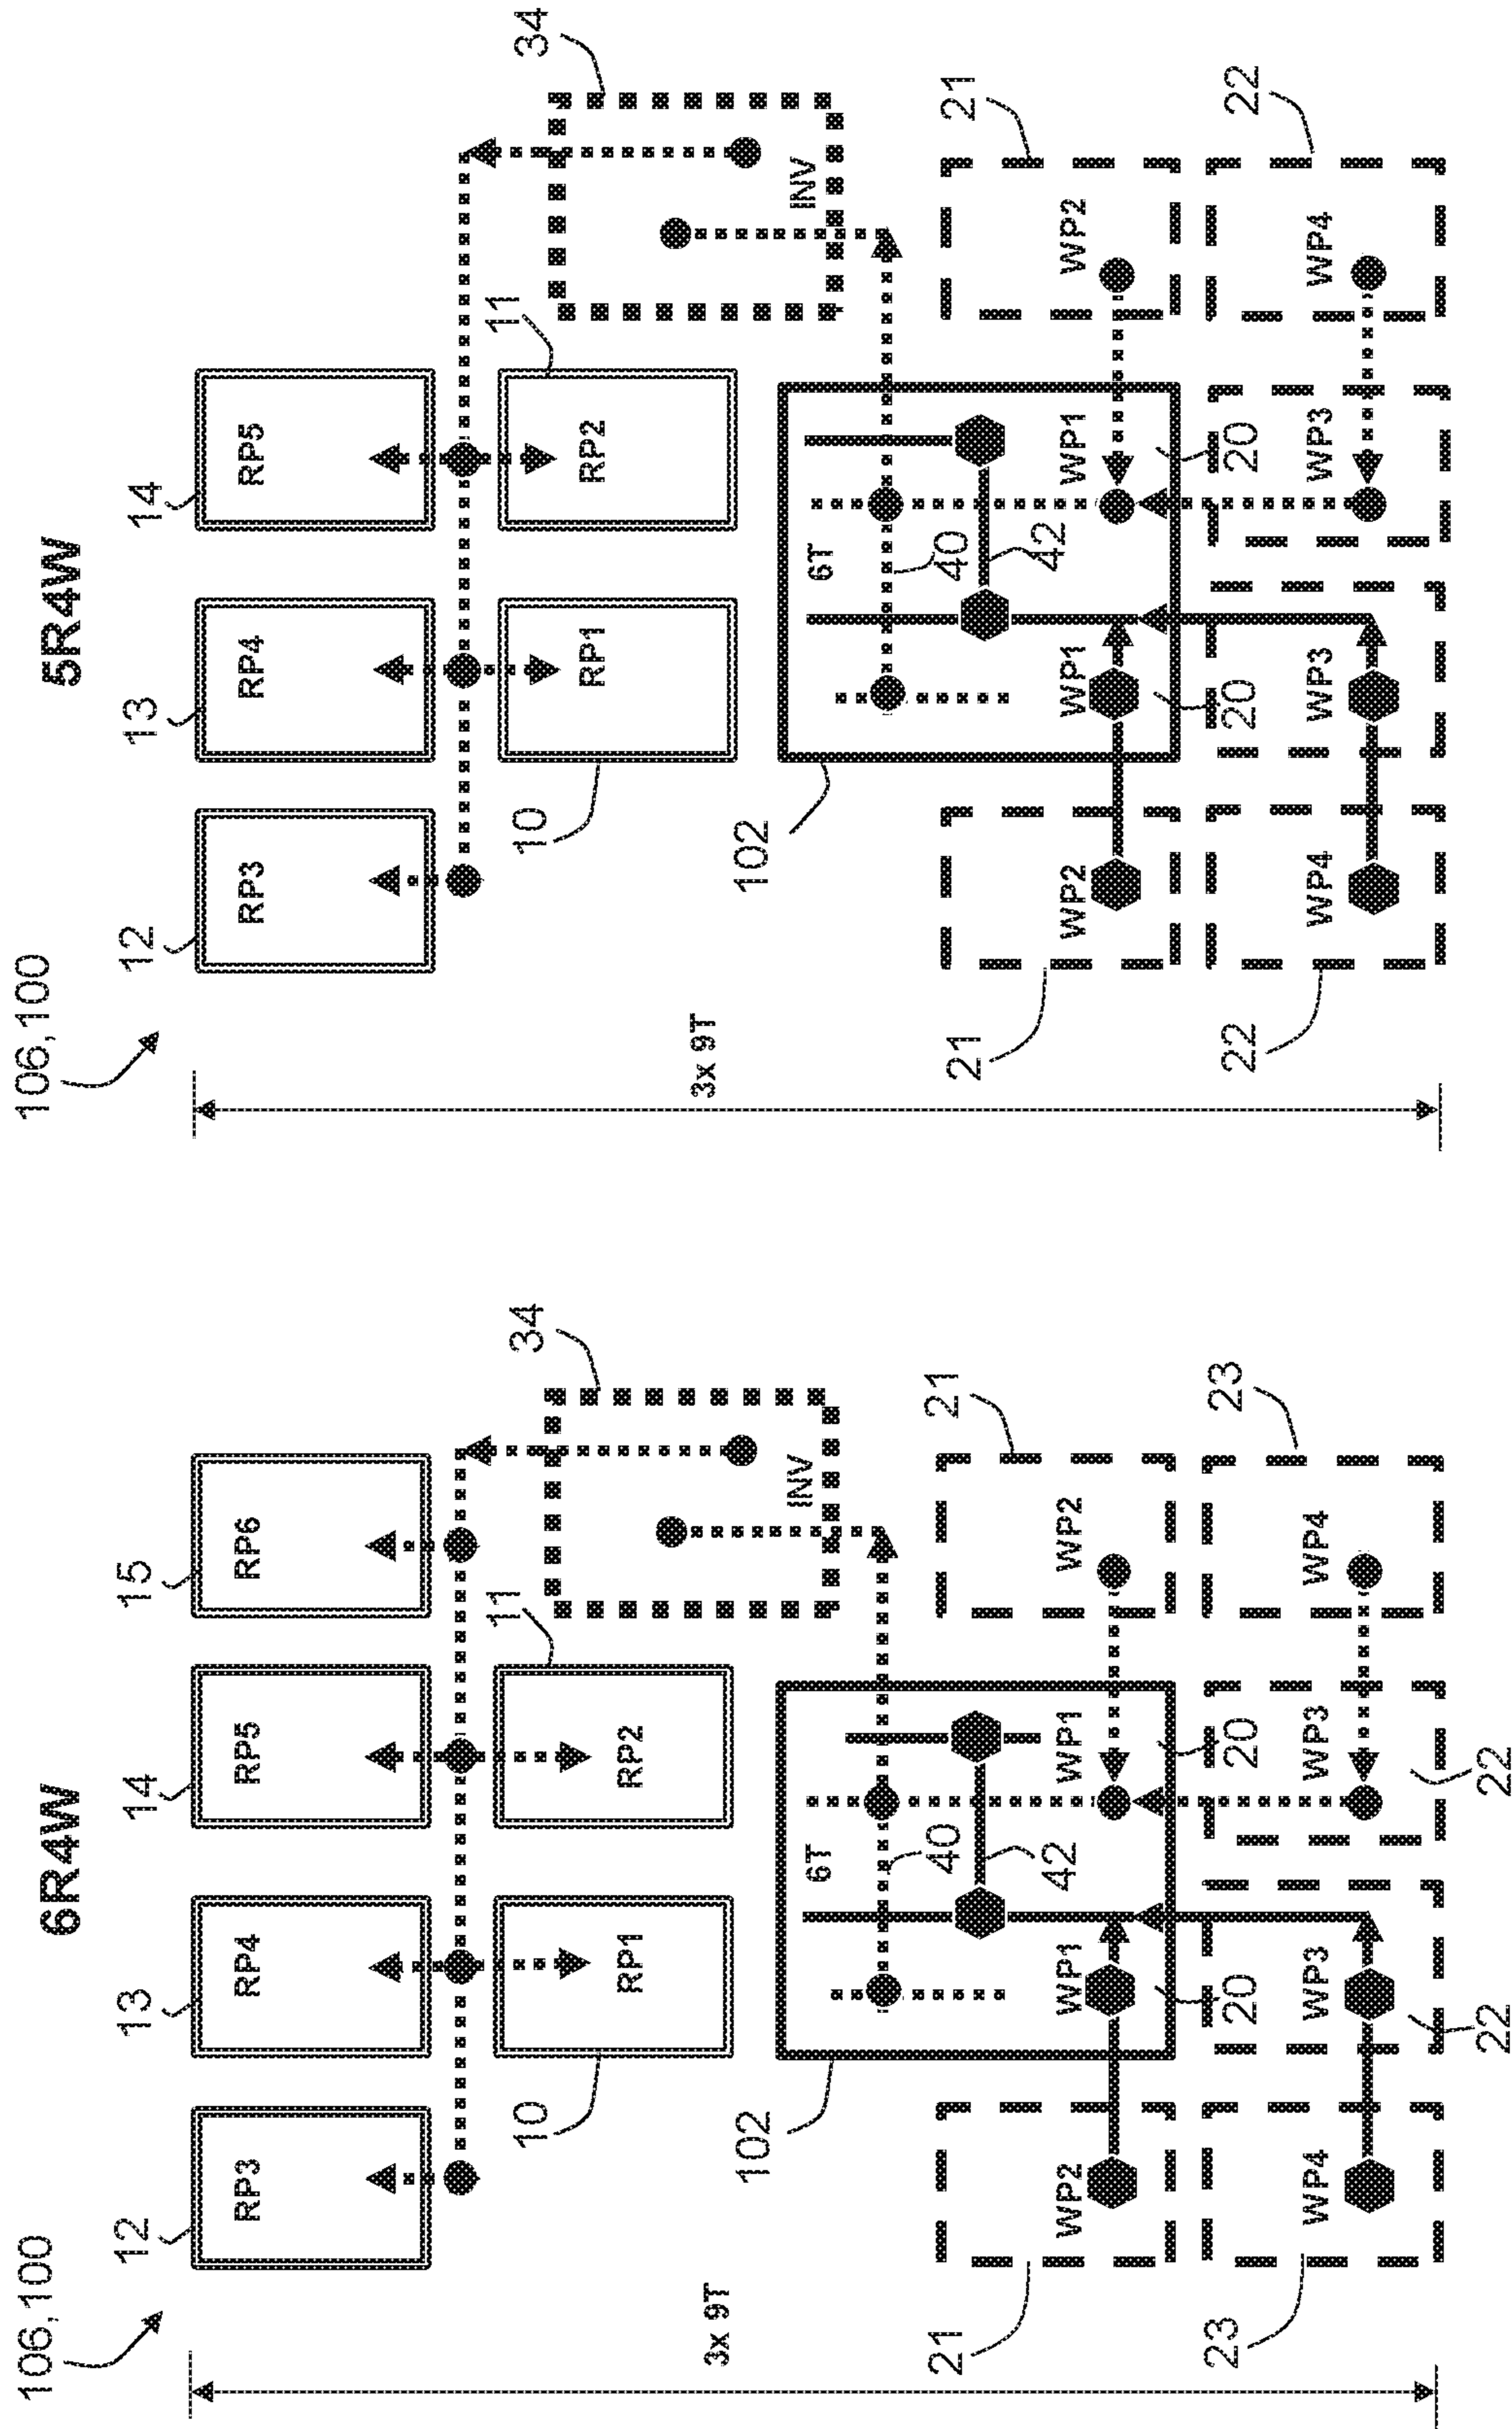 6R4W
106,100
12
13
14
15
RP3
RP4
RP5
RP6
34
11
10
RP1
RP2
INV
3x 9T
102
6T
40
42
21
WP2
WP1
20
WP1
20
WP2
21
23
WP4
WP3
22
WP3
22
WP4
23
5R4W
106,100
12
13
14
RP3
RP4
RP5
34
11
10
RP1
RP2
INV
3x 9T
102
6T
40
42
21
WP2
WP1
20
WP1
20
WP2
21
22
WP4
WP3
WP3
WP4
22